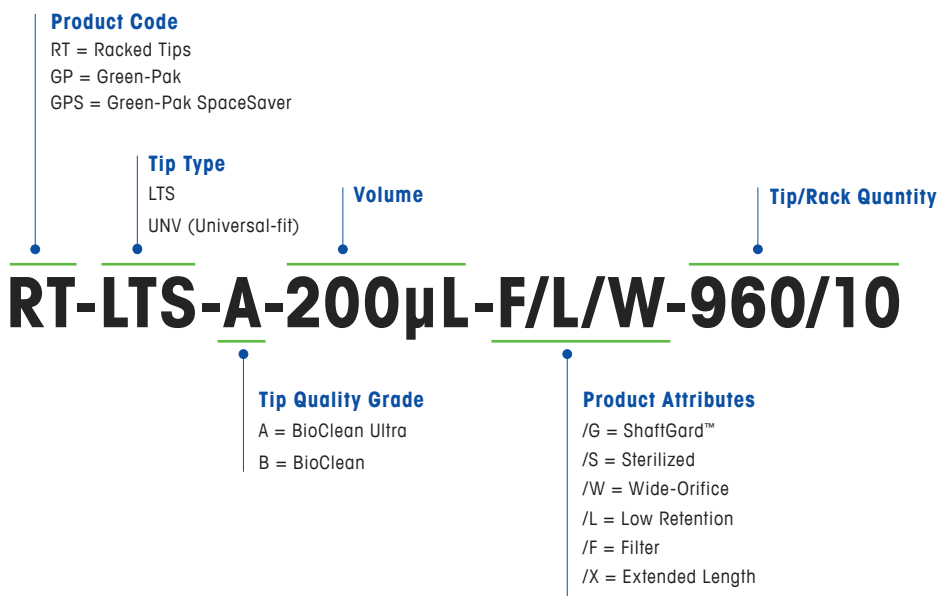 Product Code
RT = Racked Tips
GP = Green-Pak
GPS = Green-Pak SpaceSaver
Tip Type
LTS
UNV (Universal-fit)
Volume
Tip/Rack Quantity
RT-LTS-A-200µL-F/L/W-960/10
Tip Quality Grade
A = BioClean Ultra
B = BioClean
Product Attributes
/G = ShaftGard™
/S = Sterilized
/W = Wide-Orifice
/L = Low Retention
/F = Filter
/X = Extended Length